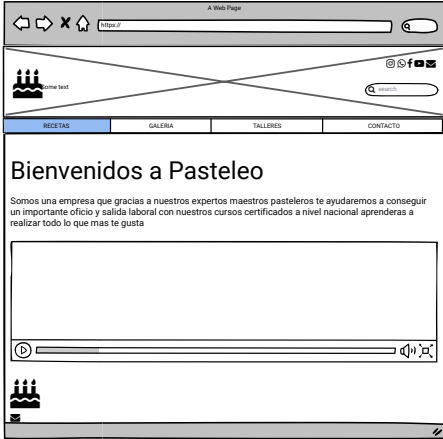 A Web Page
https://
Some text
search
RECETAS
GALERIA
TALLERES
CONTACTO
Bienvenidos a Pasteleo
Somos una empresa que gracias a nuestros expertos maestros pasteleros te ayudaremos a conseguir
un importante oficio y salida laboral con nuestros cursos certificados a nivel nacional aprenderas a
realizar todo lo que mas te gusta